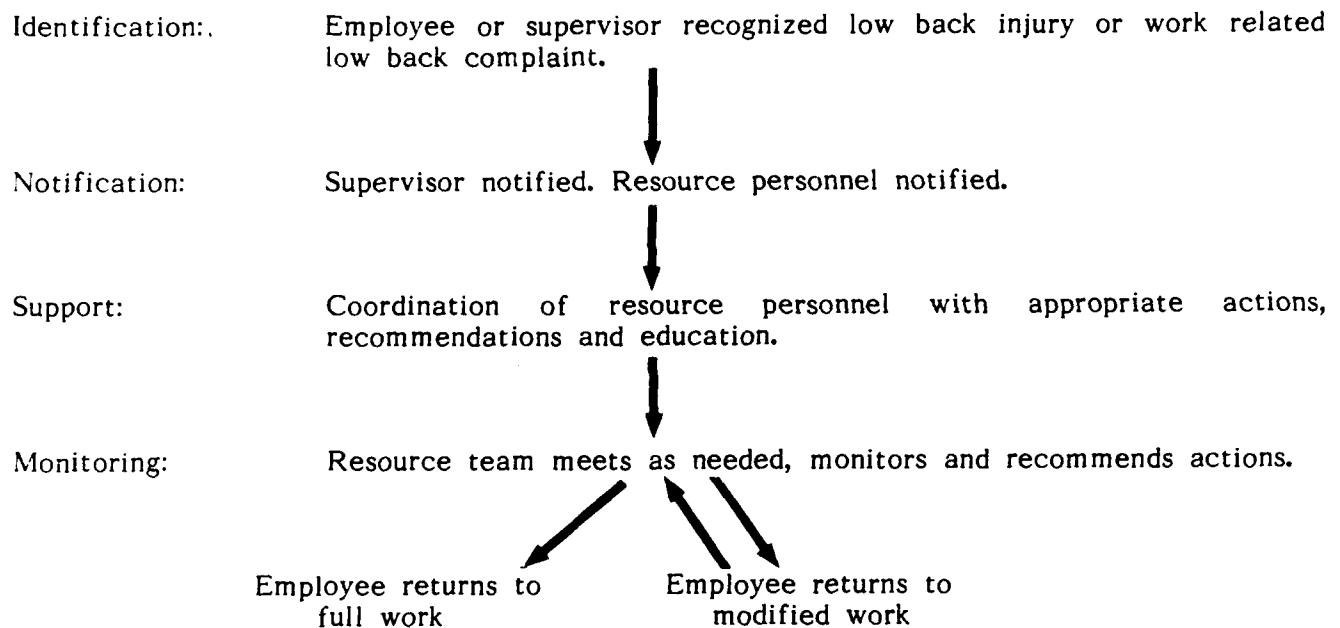 Identification:. Employee or supervisor recognized low back injury or work related
low back complaint.
Notification: Supervisor notified. Resource personnel notified.
Support: Coordination of resource personnel with appropriate actions,
recommendations and education.
Monitoring: Resource team meets as needed, monitors and recommends actions.
Employee returns to
full work
Employee returns to
modified work